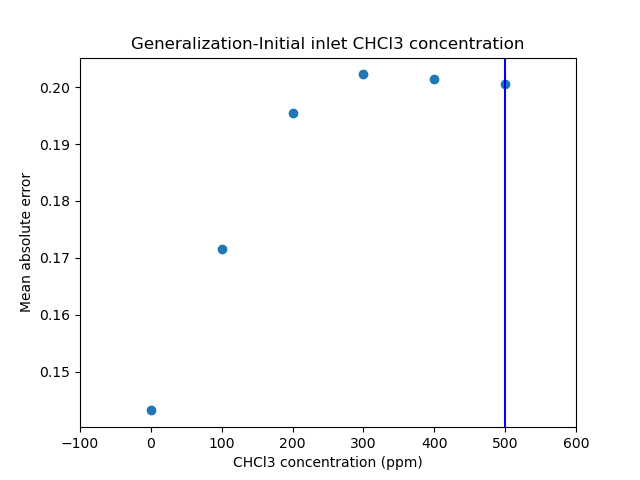 Generalization-Initial inlet CHCl3 concentration
Mean absolute error
0.20
0.19
0.18
0.17
0.16
0.15
−100 0 100 200 300 400 500 600
CHCl3 concentration (ppm)